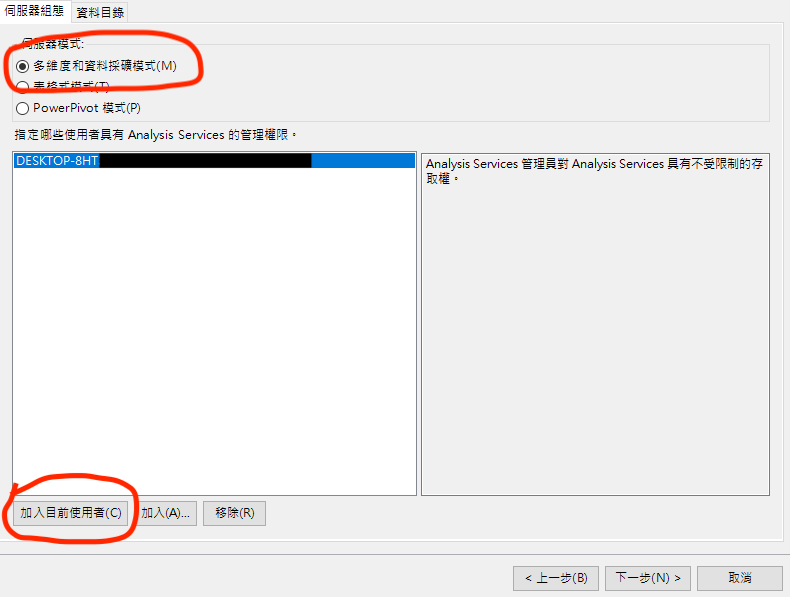 伺服器組態 資料目錄
伺服器模式:
多維度和資料採礦模式(M)
表格式模式(T)
PowerPivot 模式(P)
指定哪些使用者具有 Analysis Services 的管理權限。
DESKTOP-8HT
Analysis Services 管理員對 Analysis Services 具有不受限制的存
取權。
加入目前使用者(C) 加入(A)... 移除(R)
< 上一步(B) 下一步(N) > 取消